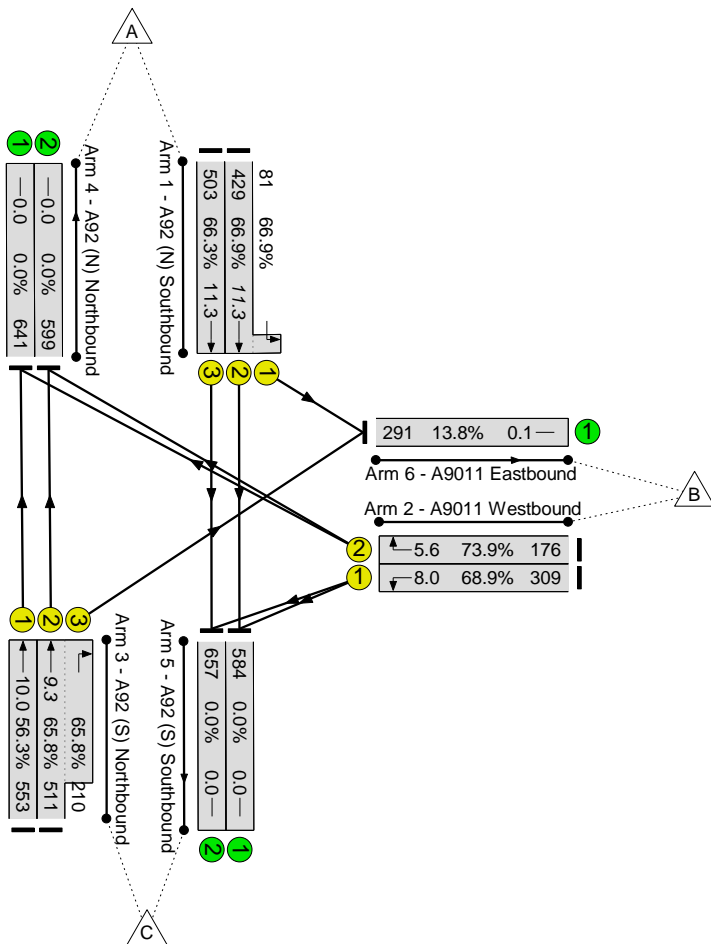 A
1
2
0.0 0.0% 641
0.0 0.0% 599
Arm 4 - A92 (N) Northbound
Arm 1 - A92 (N) Southbound
503 66.3% 11.3
429 66.9% 11.3
81 66.9%
3
2
1
291 13.8% 0.1
1
Arm 6 - A9011 Eastbound
B
Arm 2 - A9011 Westbound
2
5.6 73.9% 176
1
8.0 68.9% 309
1
2
3
10.0 56.3% 553
9.3 65.8% 511
65.8% 210
Arm 3 - A92 (S) Northbound
Arm 5 - A92 (S) Southbound
657 0.0% 0.0
584 0.0% 0.0
2
1
C